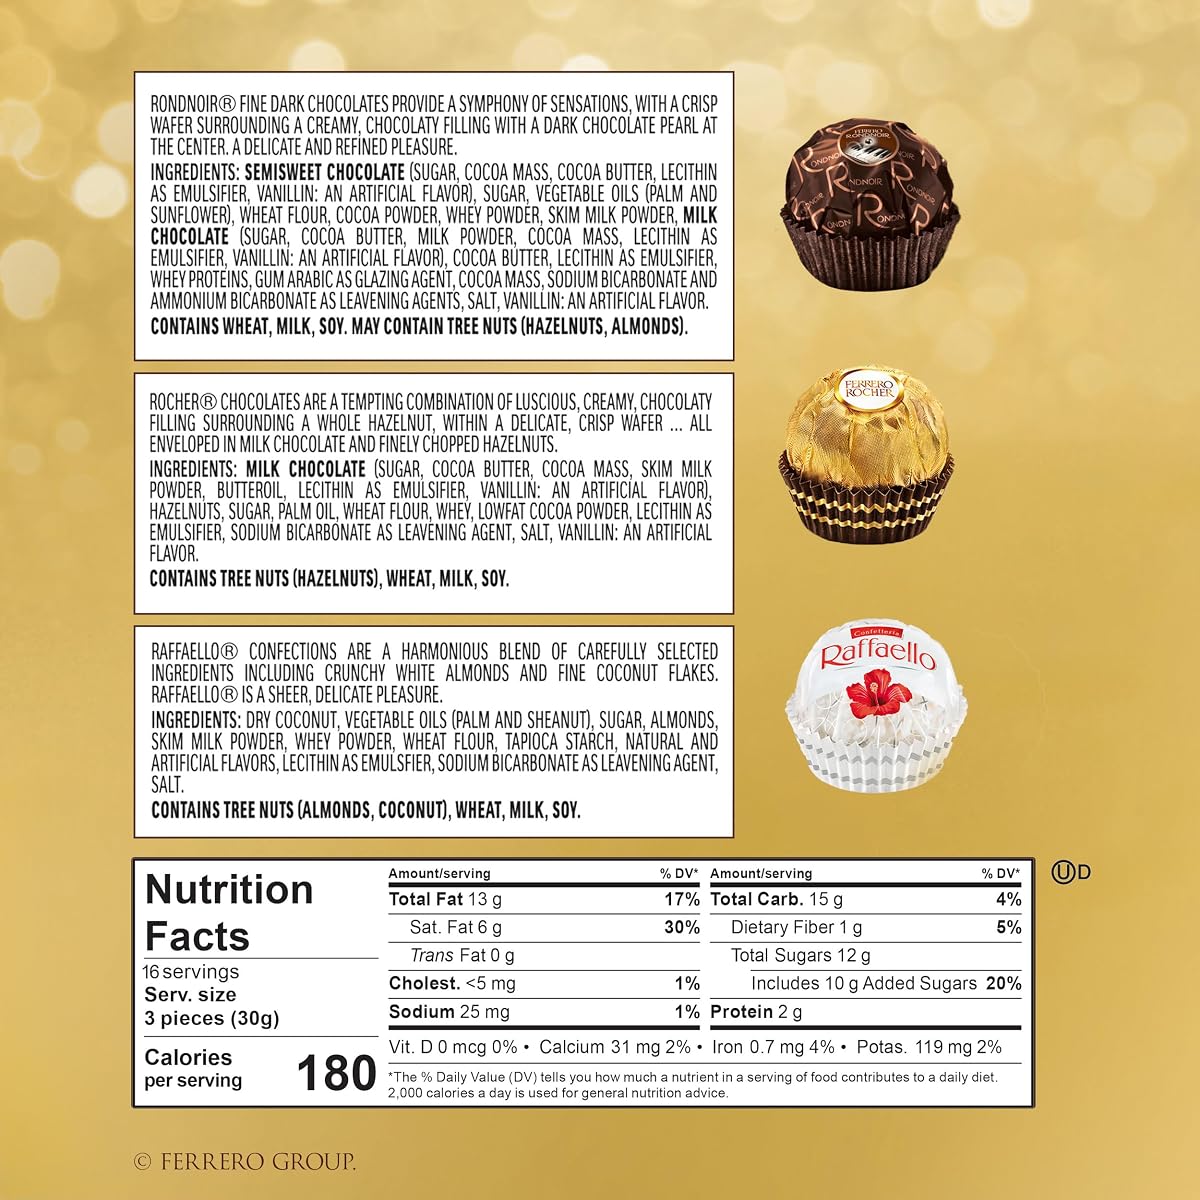 RONDNOIR® FINE DARK CHOCOLATES PROVIDE A SYMPHONY OF SENSATIONS, WITH A CRISP
WAFER SURROUNDING A CREAMY, CHOCOLATY FILLING WITH A DARK CHOCOLATE PEARL AT
THE CENTER. A DELICATE AND REFINED PLEASURE.
INGREDIENTS: SEMISWEET CHOCOLATE (SUGAR, COCOA MASS, COCOA BUTTER, LECITHIN
AS EMULSIFIER, VANILLIN: AN ARTIFICIAL FLAVOR), SUGAR, VEGETABLE OILS (PALM AND
SUNFLOWER), WHEAT FLOUR, COCOA POWDER, WHEY POWDER, SKIM MILK POWDER, MILK
CHOCOLATE (SUGAR, COCOA BUTTER, MILK POWDER, COCOA MASS, LECITHIN AS
EMULSIFIER, VANILLIN: AN ARTIFICIAL FLAVOR), COCOA BUTTER, LECITHIN AS EMULSIFIER,
WHEY PROTEINS, GUM ARABIC AS GLAZING AGENT, COCOA MASS, SODIUM BICARBONATE AND
AMMONIUM BICARBONATE AS LEAVENING AGENTS, SALT, VANILLIN: AN ARTIFICIAL FLAVOR.
CONTAINS WHEAT, MILK, SOY. MAY CONTAIN TREE NUTS (HAZELNUTS, ALMONDS).
FERRERO
RONDNOIR
RONDNOIR
RONDNOIR
RONDNOIR
ROCHER® CHOCOLATES ARE A TEMPTING COMBINATION OF LUSCIOUS, CREAMY, CHOCOLATY
FILLING SURROUNDING A WHOLE HAZELNUT, WITHIN A DELICATE, CRISP WAFER ... ALL
ENVELOPED IN MILK CHOCOLATE AND FINELY CHOPPED HAZELNUTS.
INGREDIENTS: MILK CHOCOLATE (SUGAR, COCOA BUTTER, COCOA MASS, SKIM MILK
POWDER, BUTTEROIL, LECITHIN AS EMULSIFIER, VANILLIN: AN ARTIFICIAL FLAVOR),
HAZELNUTS, SUGAR, PALM OIL, WHEAT FLOUR, WHEY, LOWFAT COCOA POWDER, LECITHIN AS
EMULSIFIER, SODIUM BICARBONATE AS LEAVENING AGENT, SALT, VANILLIN: AN ARTIFICIAL
FLAVOR.
CONTAINS TREE NUTS (HAZELNUTS), WHEAT, MILK, SOY.
FERRERO
ROCHER
RAFFAELLO® CONFECTIONS ARE A HARMONIOUS BLEND OF CAREFULLY SELECTED
INGREDIENTS INCLUDING CRUNCHY WHITE ALMONDS AND FINE COCONUT FLAKES.
RAFFAELLO® IS A SHEER, DELICATE PLEASURE.
INGREDIENTS: DRY COCONUT, VEGETABLE OILS (PALM AND SHEANUT), SUGAR, ALMONDS,
SKIM MILK POWDER, WHEY POWDER, WHEAT FLOUR, TAPIOCA STARCH, NATURAL AND
ARTIFICIAL FLAVORS, LECITHIN AS EMULSFIER, SODIUM BICARBONATE AS LEAVENING AGENT,
SALT.
CONTAINS TREE NUTS (ALMONDS, COCONUT), WHEAT, MILK, SOY.
Confetteria
Raffaello
Nutrition
Facts
16 servings
Serv. size
3 pieces (30g)
Calories
per serving 180
Amount/serving % DV*
Total Fat 13 g 17%
Sat. Fat 6 g 30%
Trans Fat 0 g
Cholest. <5 mg 1%
Sodium 25 mg 1%
Amount/serving % DV*
Total Carb. 15 g 4%
Dietary Fiber 1 g 5%
Total Sugars 12 g
Includes 10 g Added Sugars 20%
Protein 2 g
Vit. D 0 mcg 0% • Calcium 31 mg 2% • Iron 0.7 mg 4% • Potas. 119 mg 2%
*The % Daily Value (DV) tells you how much a nutrient in a serving of food contributes to a daily diet.
2,000 calories a day is used for general nutrition advice.
Ⓤ D
© FERRERO GROUP.